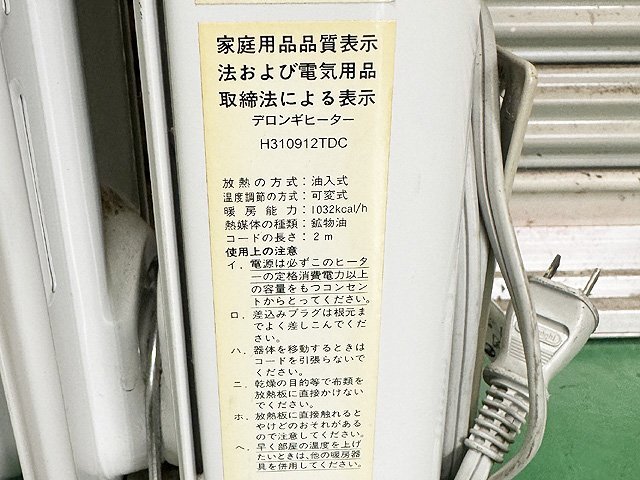 家庭用品品質表示
法および電気用品
取締法による表示
デロンギヒーター
H310912TDC
放熱の方式：油入式
温度調節の方式：可変式
暖房能力：1032kcal/h
熱媒体の種類：鉱物油
コードの長さ：2m
使用上の注意
イ．電源は必ずこのヒータ
ーの定格消費電力以上
の容量をもつコンセン
トからとってください。
ロ．差込みプラグは根元ま
でよく差しこんでくだ
さい。
ハ．器体を移動するときは
コードを引張らないで
ください。
ニ．乾燥の目的等で布類を
放熱板に直接かけない
でください。
ホ．放熱板に直接触れると
やけどのおそれがある
ので注意してください。
ヘ．早く部屋の温度を上げ
たいときは、他の暖房器
具を併用してください。